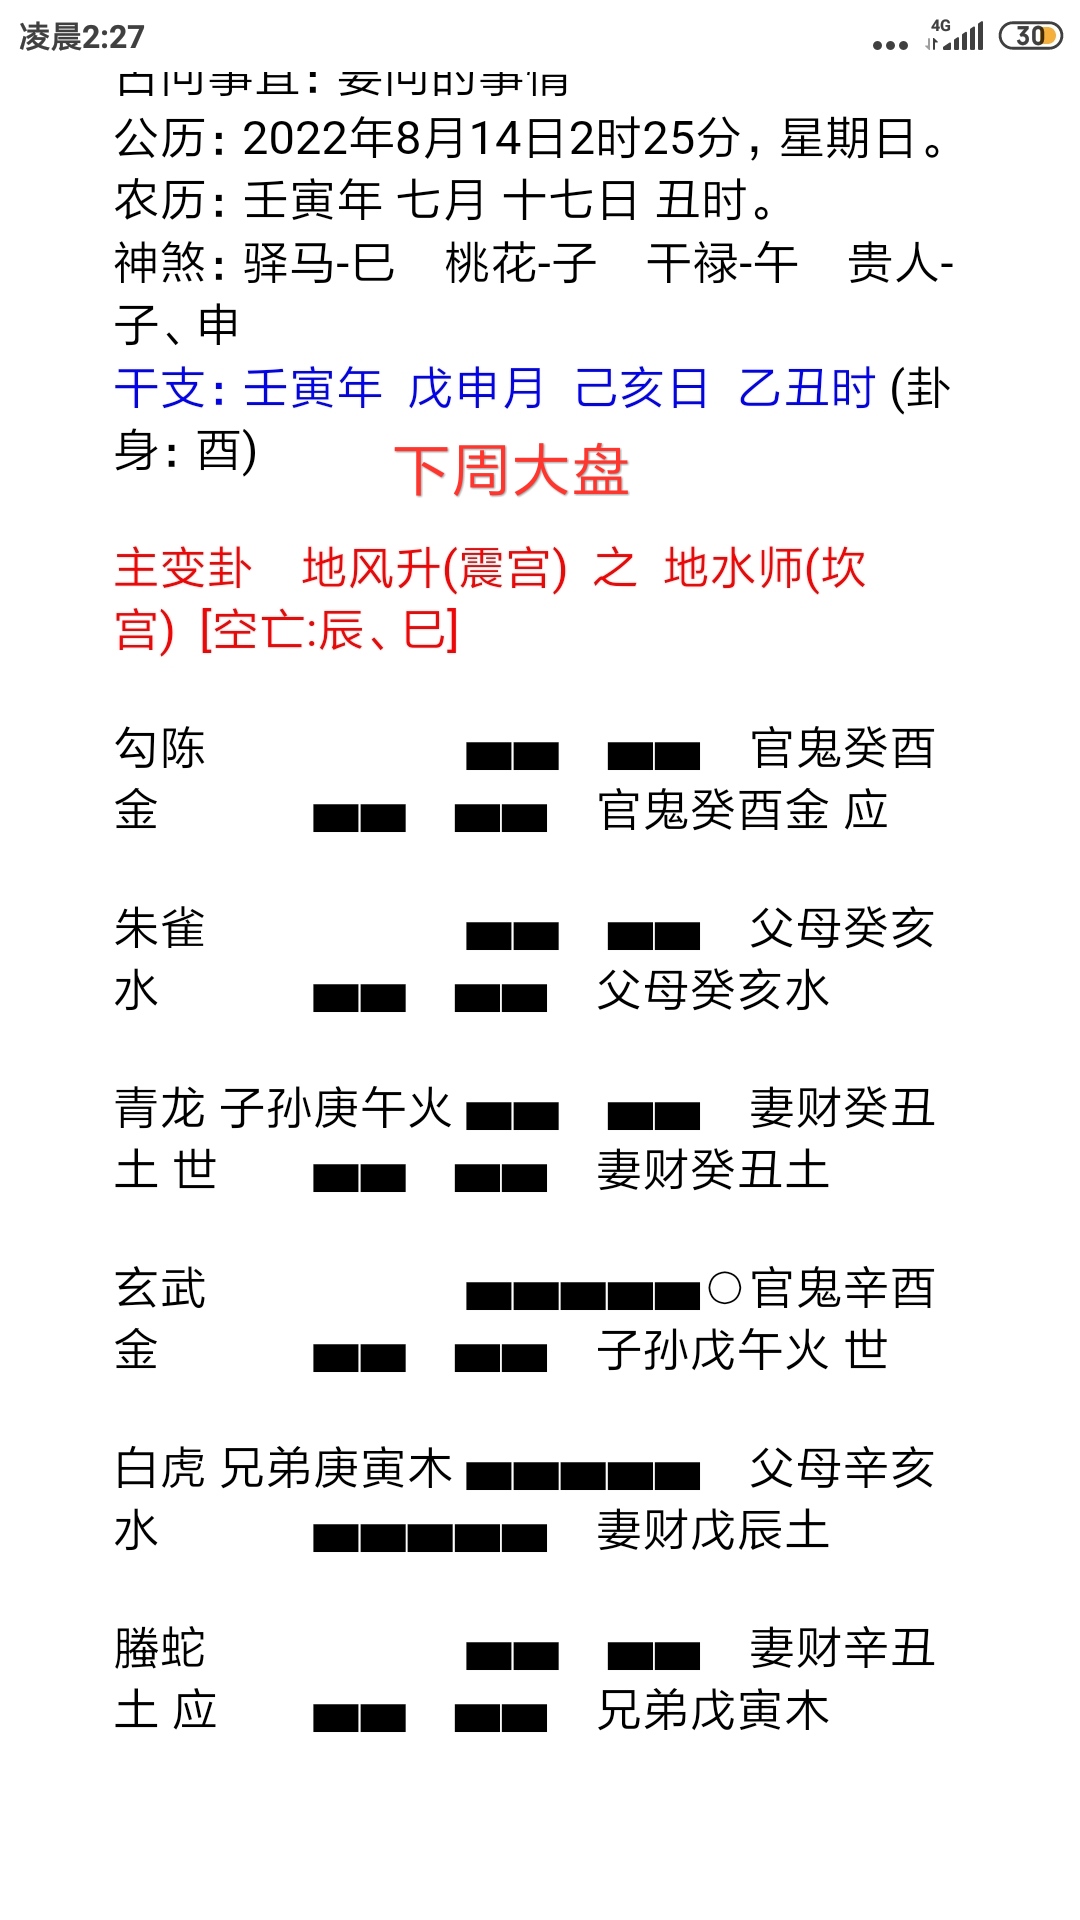 凌晨2:27
4G
30
占问事宜：要问的事情
公历：2022年8月14日2时25分，星期日。
农历：壬寅年 七月 十七日 丑时。
神煞：驿马-巳 桃花-子 干禄-午 贵人-
子、申
干支：壬寅年 戊申月 己亥日 乙丑时 (卦
身：酉)
下周大盘
主变卦 地风升(震宫) 之 地水师(坎
宫) [空亡:辰、巳]
勾陈 官鬼癸酉
金 官鬼癸酉金 应
朱雀 父母癸亥
水 父母癸亥水
青龙 子孙庚午火 妻财癸丑
土 世 妻财癸丑土
玄武 ○官鬼辛酉
金 子孙戊午火 世
白虎 兄弟庚寅木 父母辛亥
水 妻财戊辰土
螣蛇 妻财辛丑
土 应 兄弟戊寅木